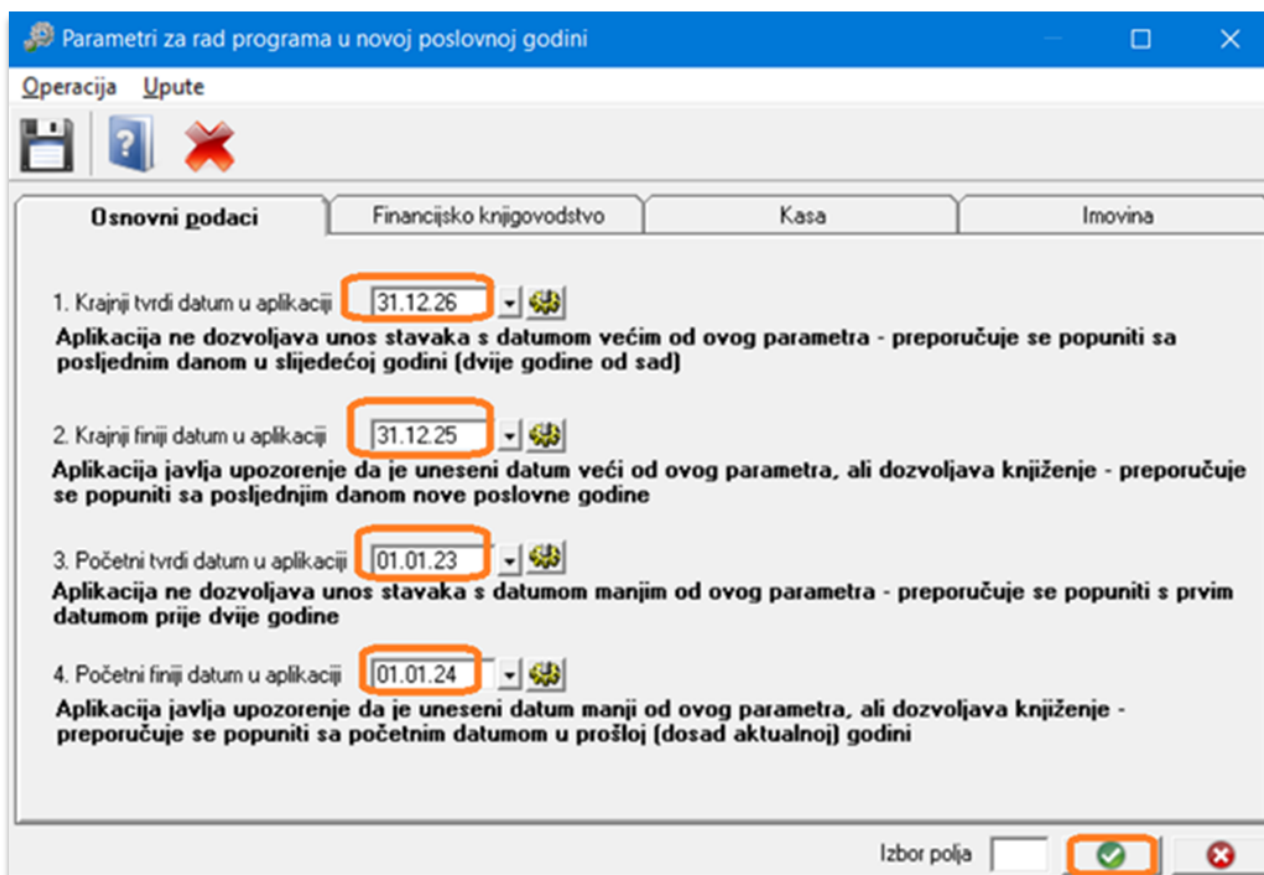 Parametri za rad programa u novoj poslovnoj godini
Operacija Upute
Osnovni podaci Financijsko knjigovodstvo Kasa Imovina
1. Krajnji tvrdi datum u aplikaciji 31.12.26
Aplikacija ne dozvoljava unos stavaka s datumom većim od ovog parametra - preporučuje se popuniti sa
posljednim danom u slijedećoj godini (dvije godine od sad)
2. Krajnji finiji datum u aplikaciji 31.12.25
Aplikacija javlja upozorenje da je uneseni datum veći od ovog parametra, ali dozvoljava knjiženje - preporučuje
se popuniti sa posljednjim danom nove poslovne godine
3. Početni tvrdi datum u aplikaciji 01.01.23
Aplikacija ne dozvoljava unos stavaka s datumom manjim od ovog parametra - preporučuje se popuniti s prvim
datumom prije dvije godine
4. Početni finiji datum u aplikaciji 01.01.24
Aplikacija javlja upozorenje da je uneseni datum manji od ovog parametra, ali dozvoljava knjiženje -
preporučuje se popuniti sa početnim datumom u prošloj (dosad aktualnoj) godini
Izbor polja